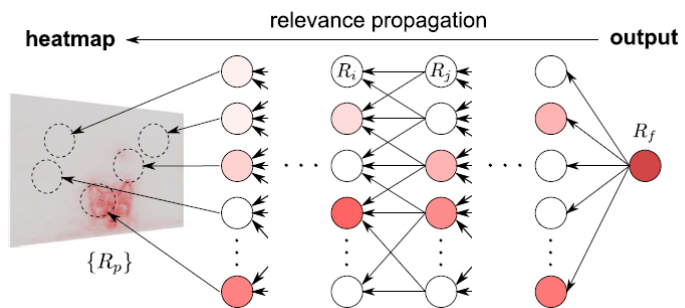 relevance propagation
heatmap
output
R_i
R_j
R_f
{R_p}